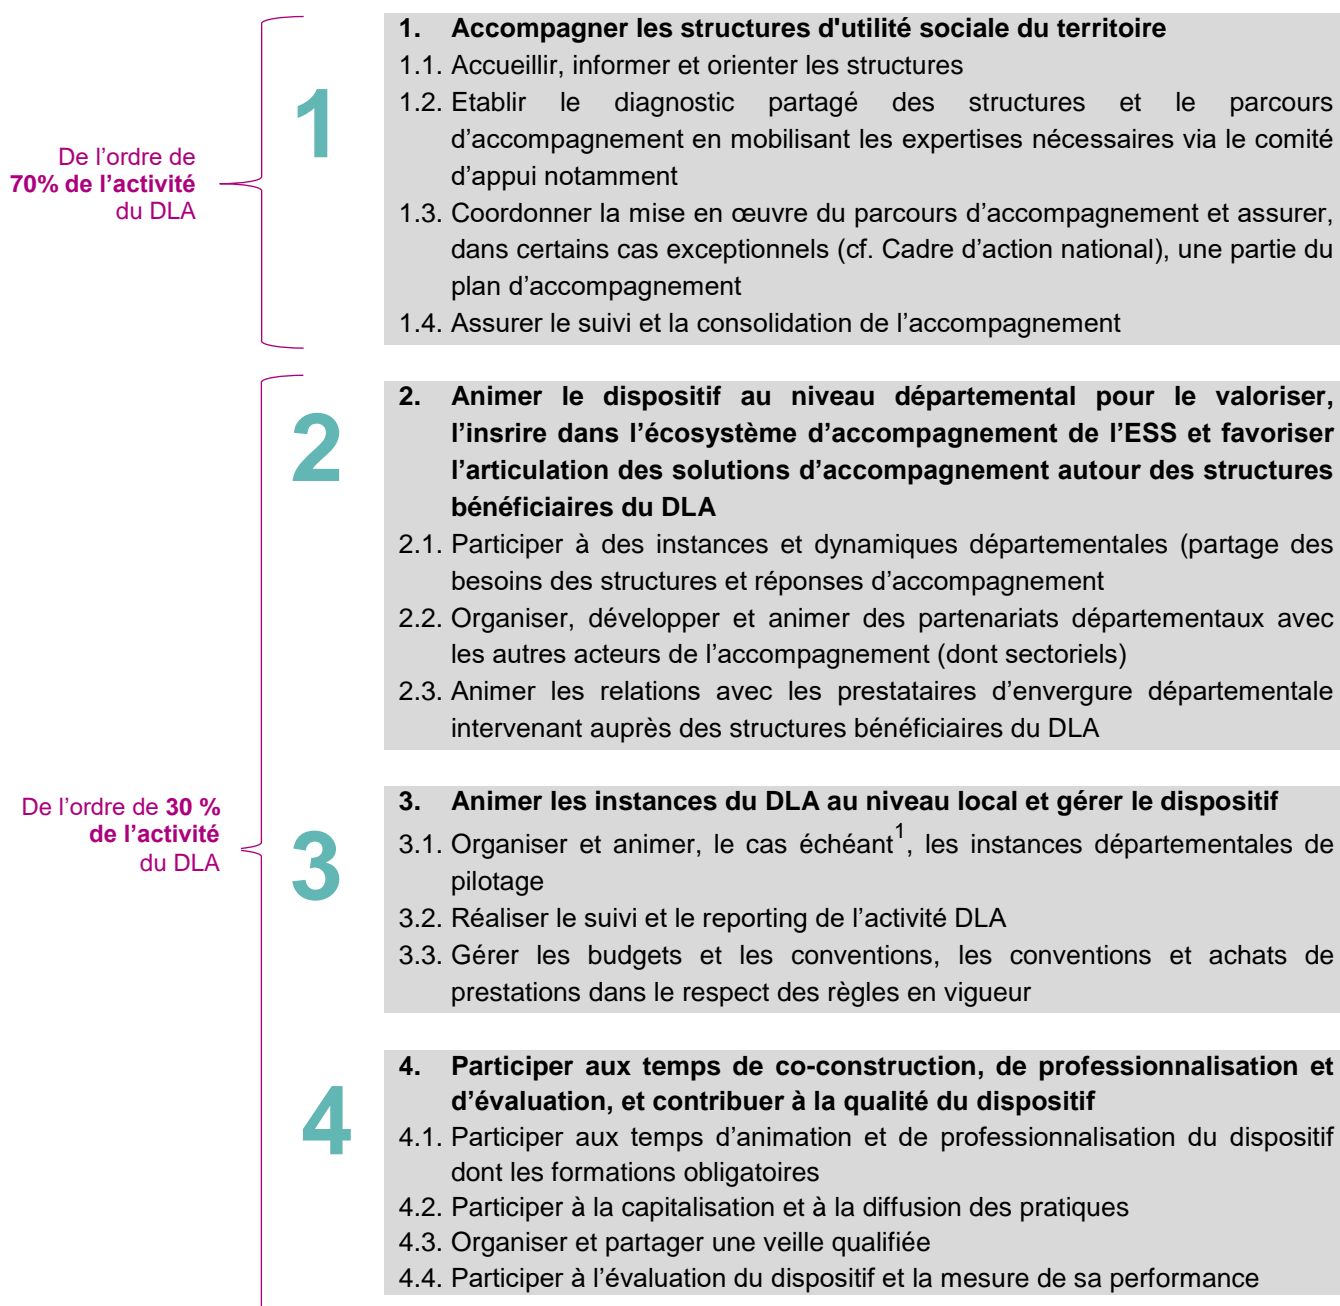 1
De l’ordre de
70% de l’activité
du DLA
1. Accompagner les structures d'utilité sociale du territoire
1.1. Accueillir, informer et orienter les structures
1.2. Etablir le diagnostic partagé des structures et le parcours
d’accompagnement en mobilisant les expertises nécessaires via le comité
d’appui notamment
1.3. Coordonner la mise en œuvre du parcours d’accompagnement et assurer,
dans certains cas exceptionnels (cf. Cadre d’action national), une partie du
plan d’accompagnement
1.4. Assurer le suivi et la consolidation de l’accompagnement
2
2. Animer le dispositif au niveau départemental pour le valoriser,
l’insrire dans l’écosystème d’accompagnement de l’ESS et favoriser
l’articulation des solutions d’accompagnement autour des structures
bénéficiaires du DLA
2.1. Participer à des instances et dynamiques départementales (partage des
besoins des structures et réponses d’accompagnement
2.2. Organiser, développer et animer des partenariats départementaux avec
les autres acteurs de l’accompagnement (dont sectoriels)
2.3. Animer les relations avec les prestataires d’envergure départementale
intervenant auprès des structures bénéficiaires du DLA
De l’ordre de 30 %
de l’activité
du DLA
3
3. Animer les instances du DLA au niveau local et gérer le dispositif
3.1. Organiser et animer, le cas échéant1, les instances départementales de
pilotage
3.2. Réaliser le suivi et le reporting de l’activité DLA
3.3. Gérer les budgets et les conventions, les conventions et achats de
prestations dans le respect des règles en vigueur
4
4. Participer aux temps de co-construction, de professionnalisation et
d’évaluation, et contribuer à la qualité du dispositif
4.1. Participer aux temps d’animation et de professionnalisation du dispositif
dont les formations obligatoires
4.2. Participer à la capitalisation et à la diffusion des pratiques
4.3. Organiser et partager une veille qualifiée
4.4. Participer à l’évaluation du dispositif et la mesure de sa performance